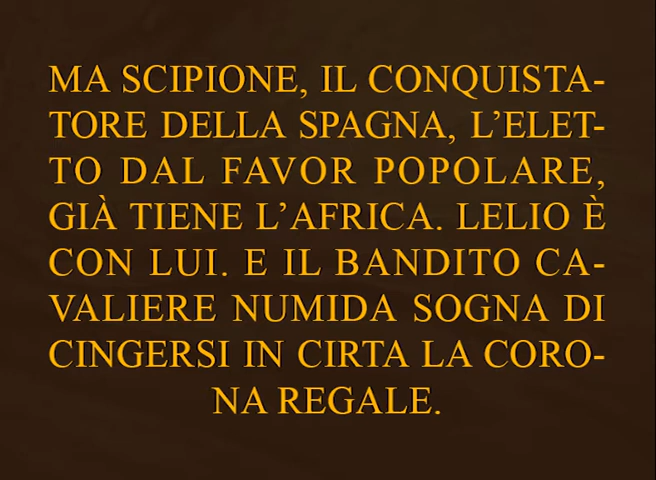 MA SCIPIONE, IL CONQUISTA-
TORE DELLA SPAGNA, L’ELET-
TO DAL FAVOR POPOLARE,
GIÀ TIENE L’AFRICA. LELIO È
CON LUI. E IL BANDITO CA-
VALIERE NUMIDA SOGNA DI
CINGERSI IN CIRTA LA CORO-
NA REGALE.